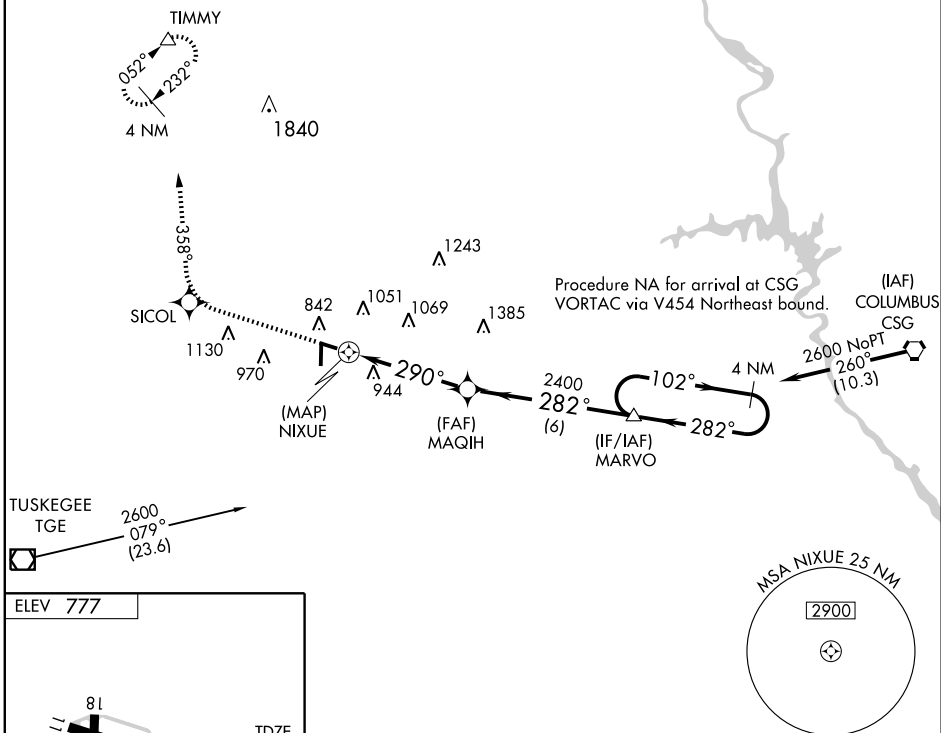 TIMMY
052°
232°
4 NM
1840
358°
1243
Procedure NA for arrival at CSG
VORTAC via V454 Northeast bound.
(IAF)
COLUMBUS
CSG
SICOL
842
1051
1069
1385
1130
970
944
290°
2400
282°
(6)
102°
4 NM
2600 NoPT
260°
(10.3)
282°
(MAP)
NIXUE
(FAF)
MAQIH
(IF/IAF)
MARVO
TUSKEGEE
TGE
2600
079°
(23.6)
MSA NIXUE 25 NM
2900
ELEV 777
18
11
TDZE